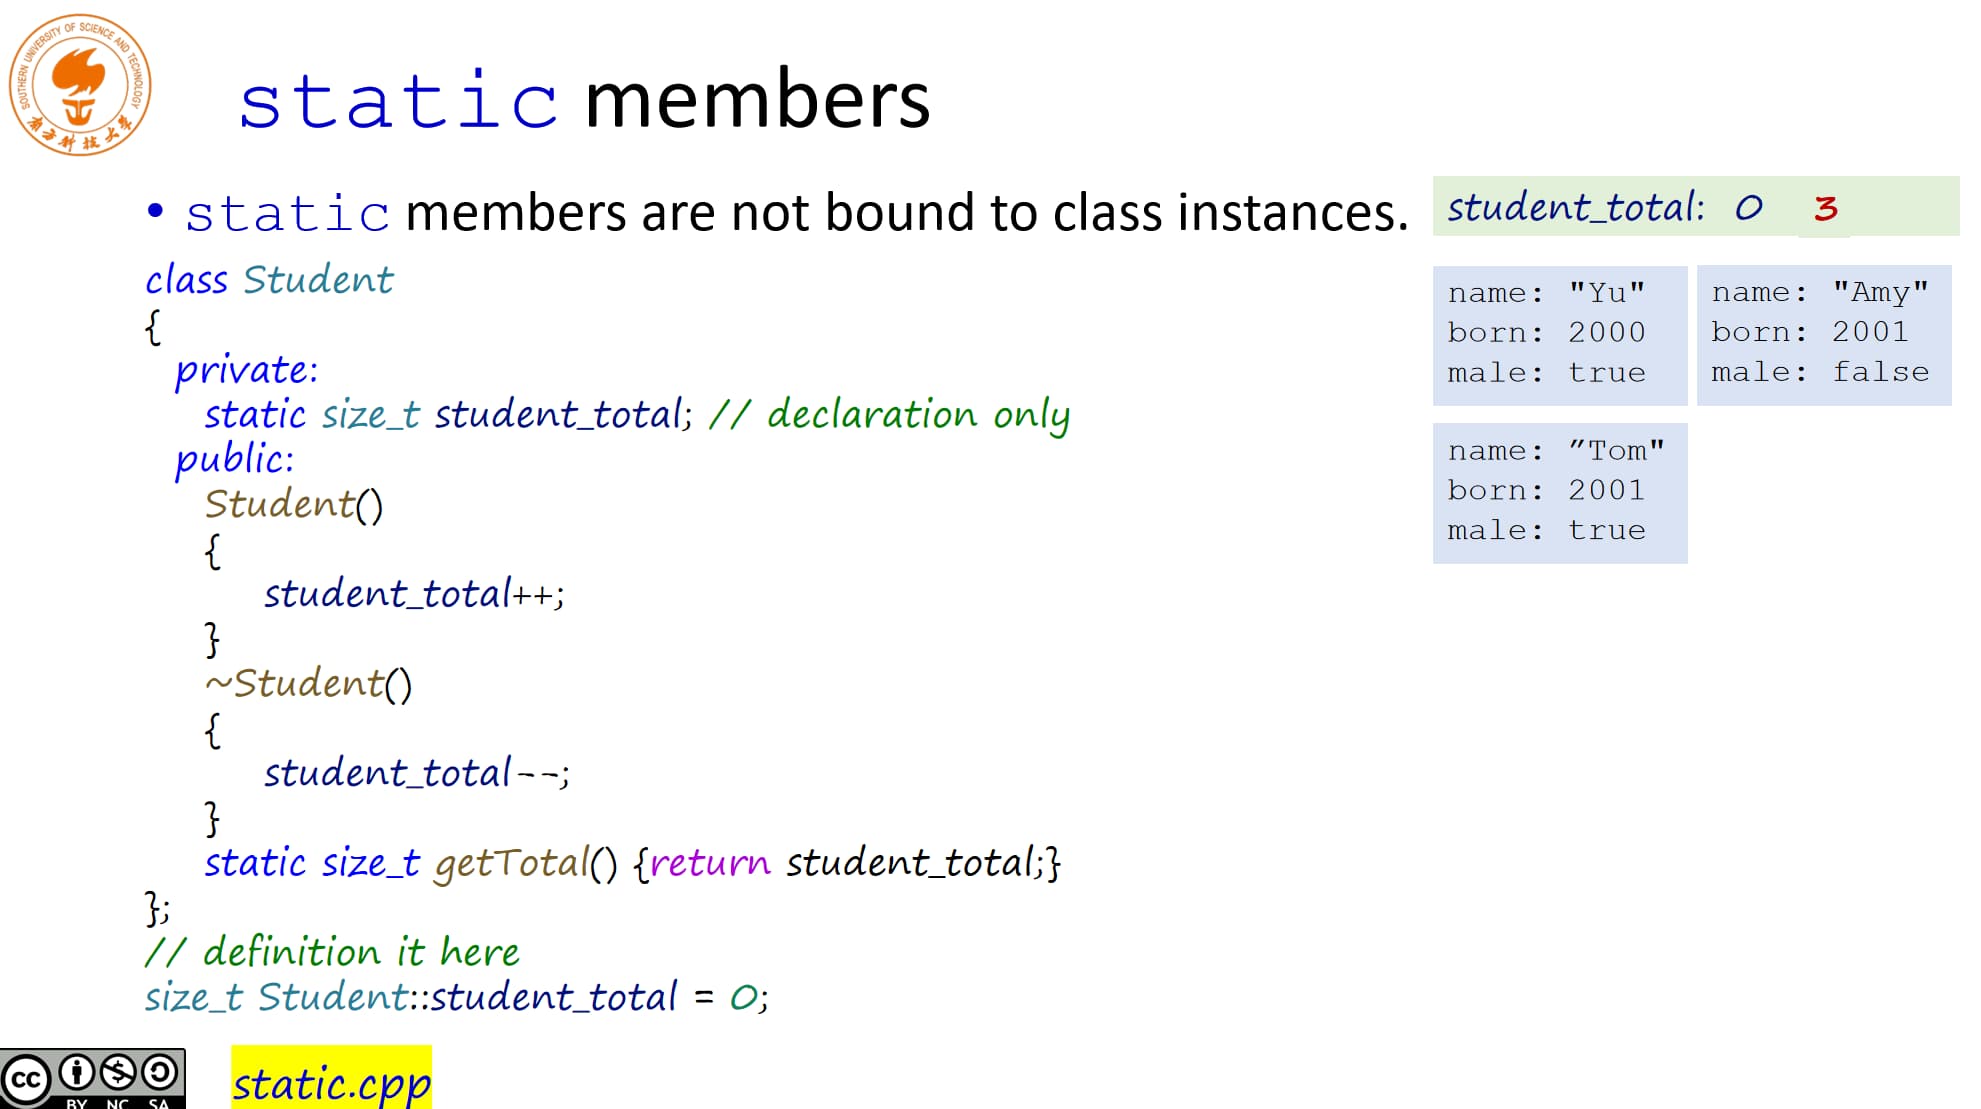 SOUTHERN UNIVERSITY OF SCIENCE AND TECHNOLOGY
南方科技大学
static members
• static members are not bound to class instances.
class Student
{
private:
static size_t student_total; // declaration only
public:
Student()
{
student_total++;
}
~Student()
{
student_total--;
}
static size_t getTotal() {return student_total;}
};
// definition it here
size_t Student::student_total = 0;
student_total: 0 3
name: "Yu"
born: 2000
male: true
name: "Amy"
born: 2001
male: false
name: ”Tom"
born: 2001
male: true
cc
BY NC SA
static.cpp